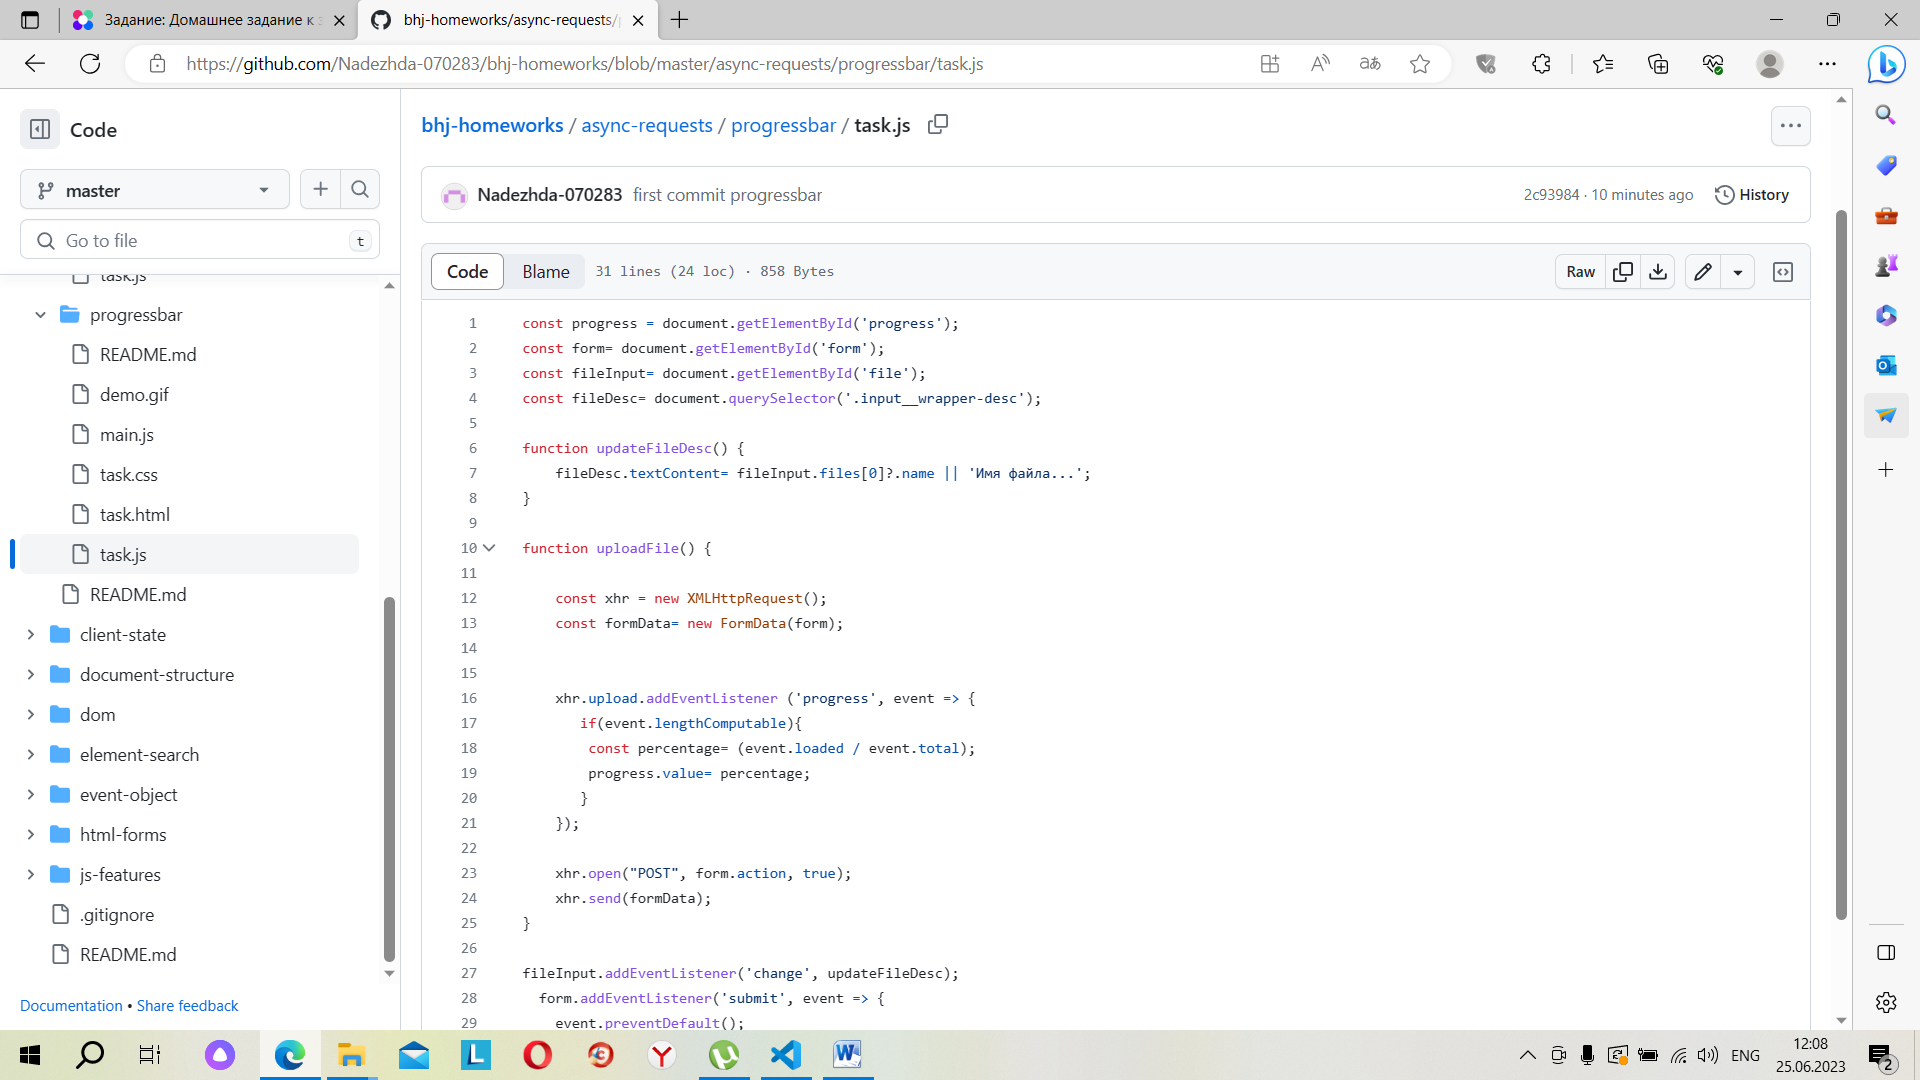 Задание: Домашнее задание к з
bhj-homeworks/async-requests/p
https://github.com/Nadezhda-070283/bhj-homeworks/blob/master/async-requests/progressbar/task.js
Code
master
Go to file
t
task.js
progressbar
README.md
demo.gif
main.js
task.css
task.html
task.js
README.md
client-state
document-structure
dom
element-search
event-object
html-forms
js-features
.gitignore
README.md
Documentation • Share feedback
bhj-homeworks / async-requests / progressbar / task.js
Nadezhda-070283 first commit progressbar
2c93984 · 10 minutes ago
History
Code
Blame
31 lines (24 loc) · 858 Bytes
Raw
1 const progress = document.getElementById('progress');
2 const form= document.getElementById('form');
3 const fileInput= document.getElementById('file');
4 const fileDesc= document.querySelector('.input__wrapper-desc');
5
6 function updateFileDesc() {
7 fileDesc.textContent= fileInput.files[0]?.name || 'Имя файла...';
8 }
9
10 function uploadFile() {
11
12 const xhr = new XMLHttpRequest();
13 const formData= new FormData(form);
14
15
16 xhr.upload.addEventListener ('progress', event => {
17 if(event.lengthComputable){
18 const percentage= (event.loaded / event.total);
19 progress.value= percentage;
20 }
21 });
22
23 xhr.open("POST", form.action, true);
24 xhr.send(formData);
25 }
26
27 fileInput.addEventListener('change', updateFileDesc);
28 form.addEventListener('submit', event => {
29 event.preventDefault();
ENG
12:08
25.06.2023
2